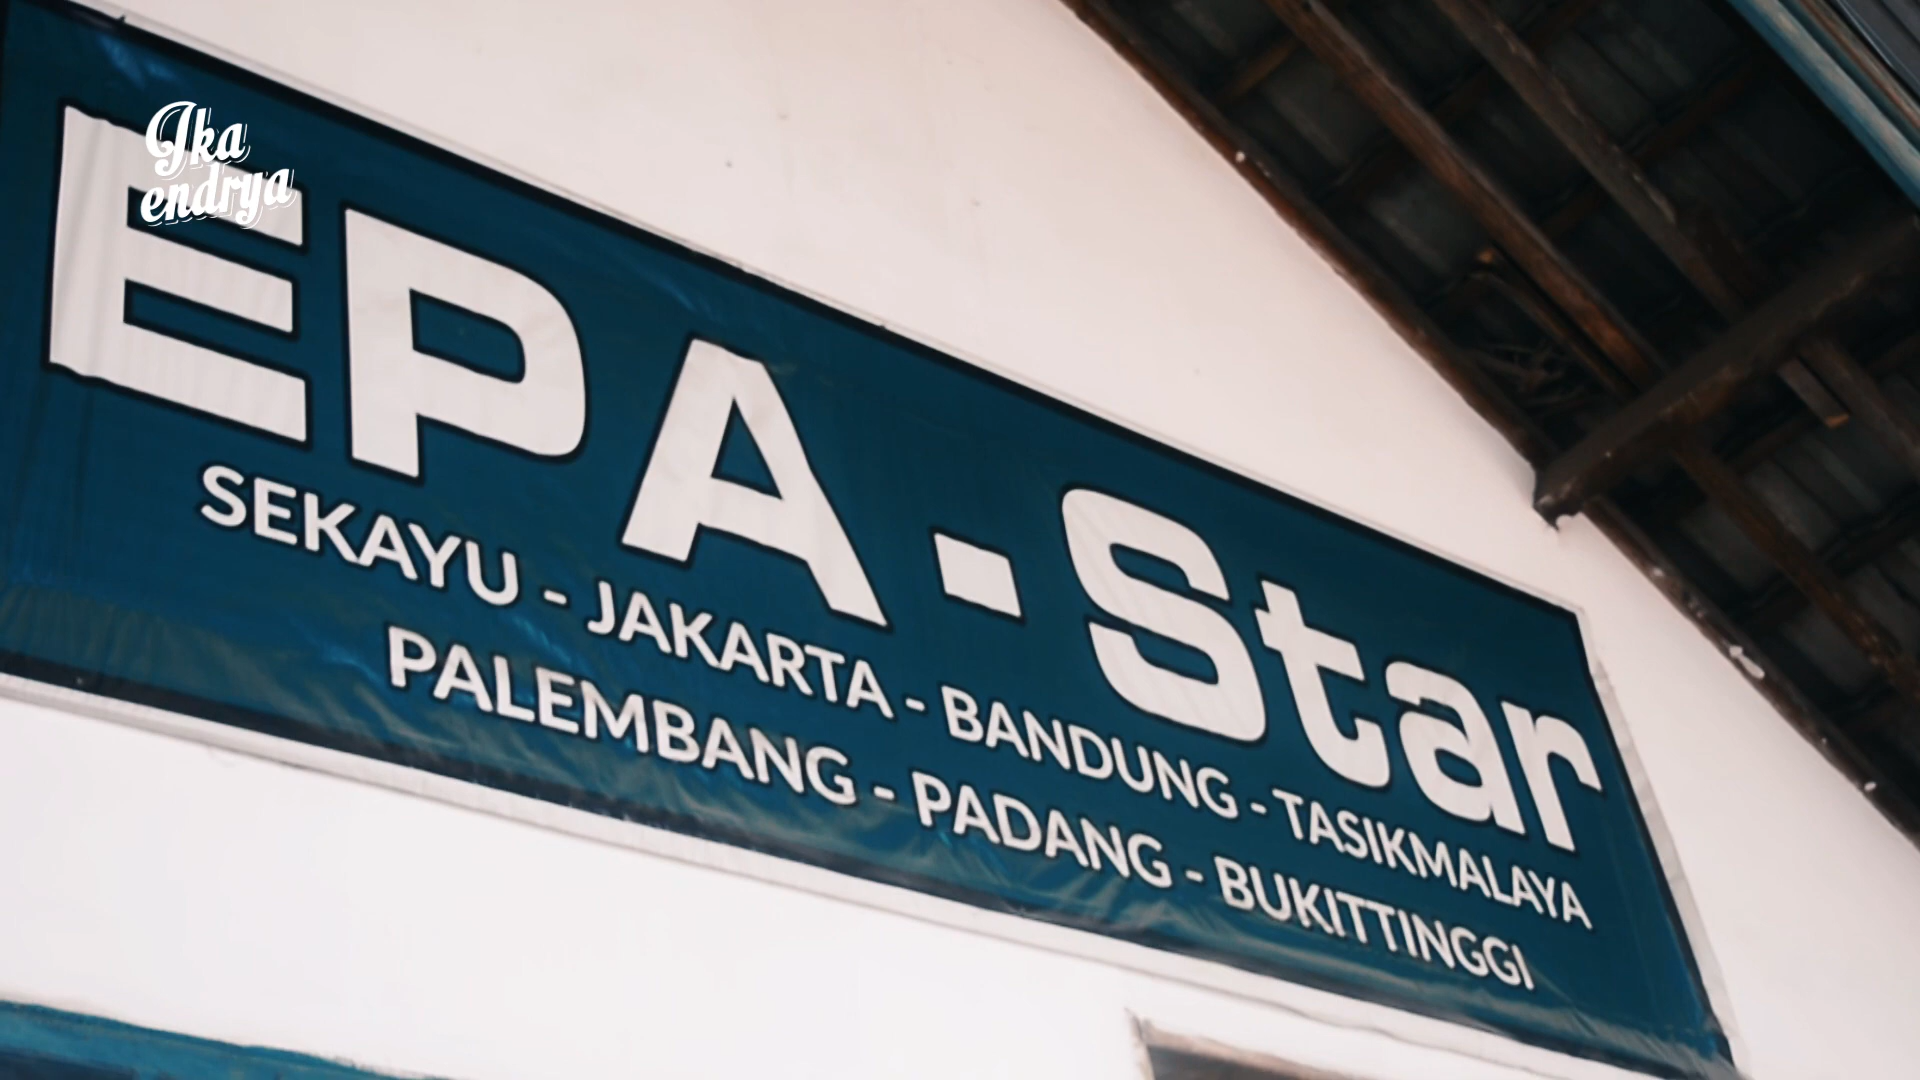 Ika
endrya
EPA - Star
SEKAYU - JAKARTA - BANDUNG - TASIKMALAYA
PALEMBANG - PADANG - BUKITTINGGI